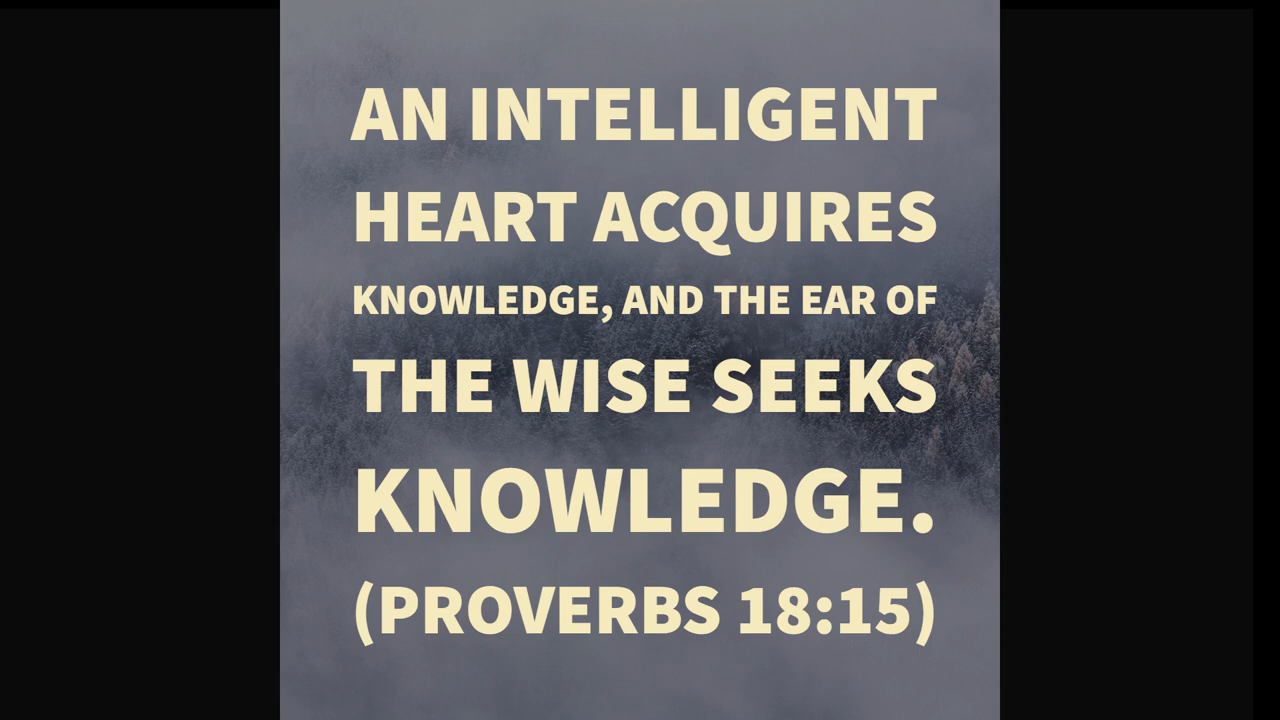 AN INTELLIGENT
HEART ACQUIRES
KNOWLEDGE, AND THE EAR OF
THE WISE SEEKS
KNOWLEDGE.
(PROVERBS 18:15)